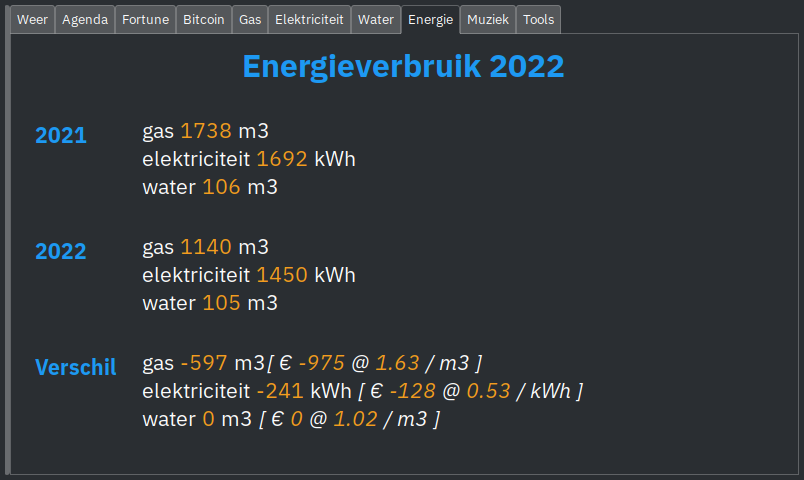 Weer Agenda Fortune Bitcoin Gas Elektriciteit Water Energie Muziek Tools
Energieverbruik 2022
2021
gas 1738 m3
elektriciteit 1692 kWh
water 106 m3
2022
gas 1140 m3
elektriciteit 1450 kWh
water 105 m3
Verschil
gas -597 m3[ € -975 @ 1.63 / m3 ]
elektriciteit -241 kWh [ € -128 @ 0.53 / kWh ]
water 0 m3 [ € 0 @ 1.02 / m3 ]